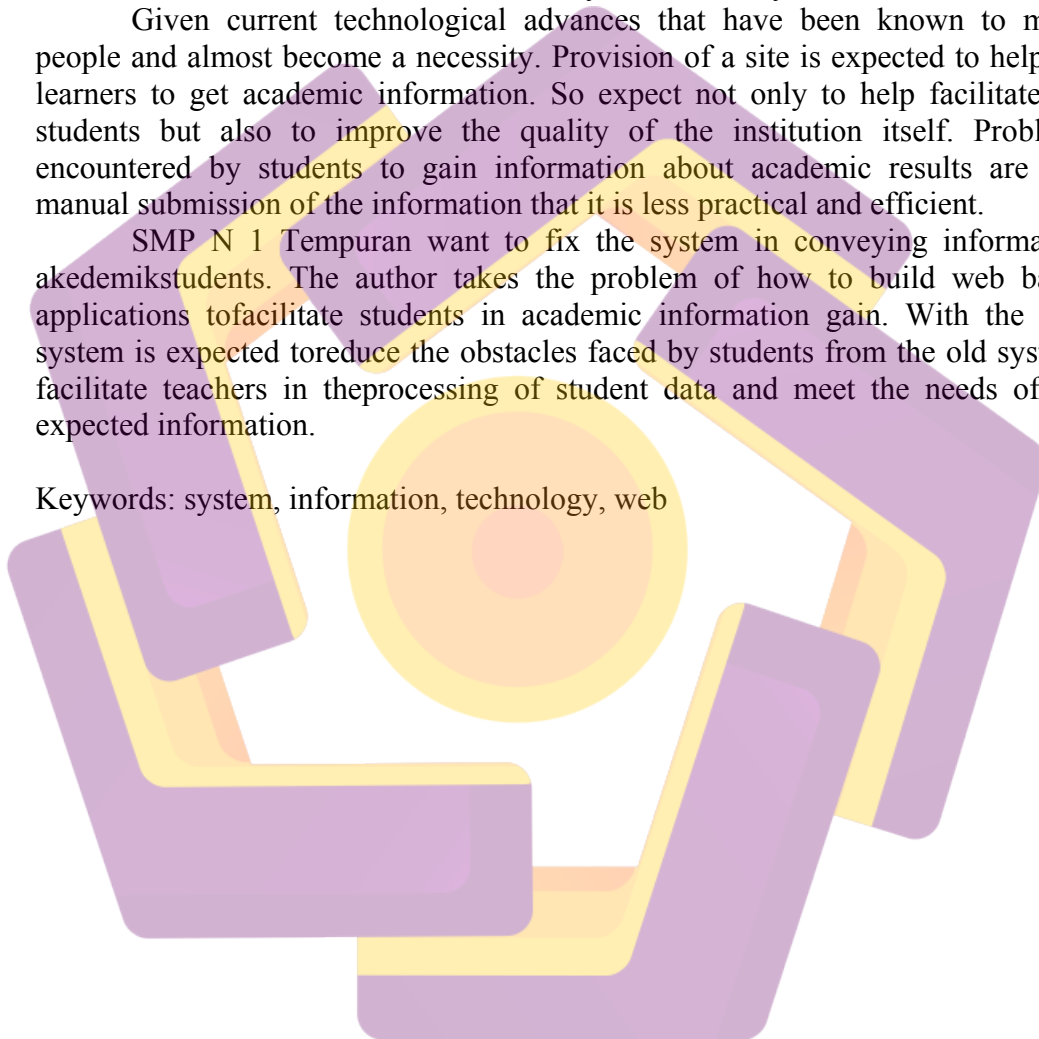 Given current technological advances that have been known to m
people and almost become a necessity. Provision of a site is expected to help
learners to get academic information. So expect not only to help facilitate
students but also to improve the quality of the institution itself. Probl
encountered by students to gain information about academic results are
manual submission of the information that it is less practical and efficient.
SMP N 1 Tempuran want to fix the system in conveying informa
akedemikstudents. The author takes the problem of how to build web ba
applications tofacilitate students in academic information gain. With the
system is expected toreduce the obstacles faced by students from the old syst
facilitate teachers in theprocessing of student data and meet the needs of
expected information.
Keywords: system, information, technology, web